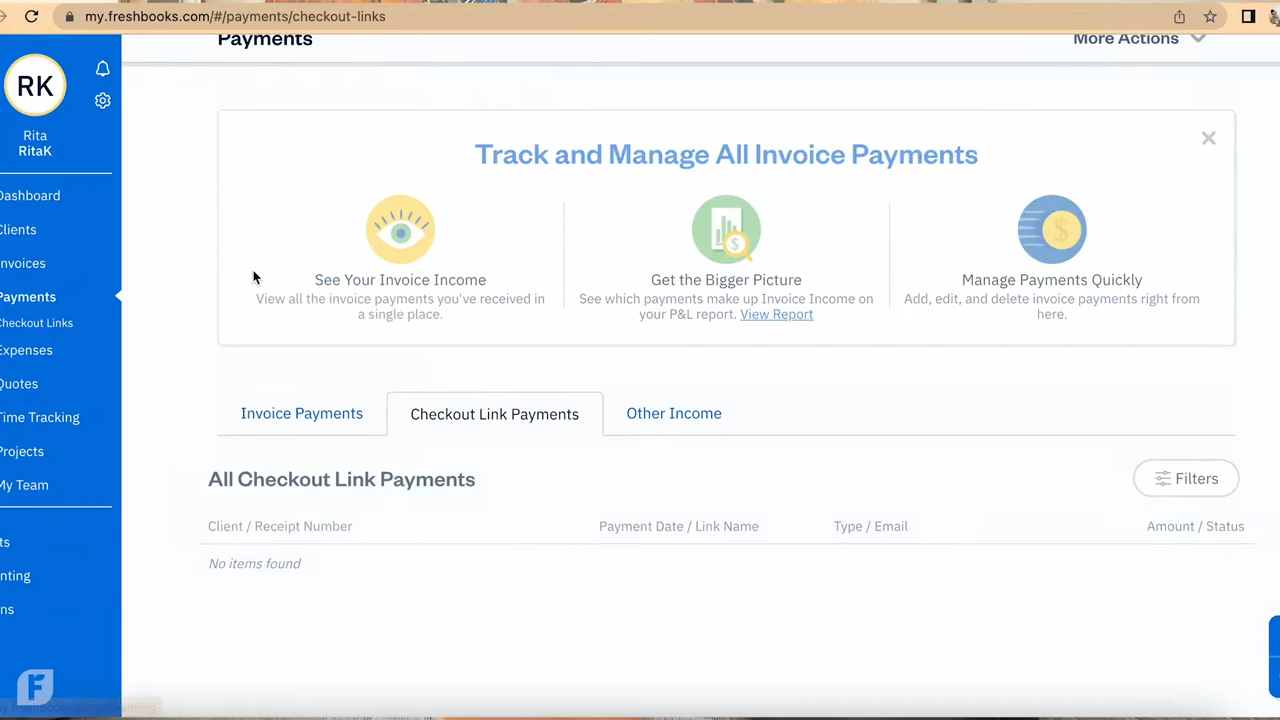 my.freshbooks.com/#/payments/checkout-links
RK
Rita
RitaK
Dashboard
Clients
Invoices
Payments
Checkout Links
Expenses
Quotes
Time Tracking
Projects
My Team
ts
nting
ns
F
Payments
More Actions
Track and Manage All Invoice Payments
See Your Invoice Income
View all the invoice payments you've received in
a single place.
$
Get the Bigger Picture
See which payments make up Invoice Income on
your P&L report. View Report
$
Manage Payments Quickly
Add, edit, and delete invoice payments right from
here.
Invoice Payments
Checkout Link Payments
Other Income
All Checkout Link Payments
Filters
Client / Receipt Number
Payment Date / Link Name
Type / Email
Amount / Status
No items found